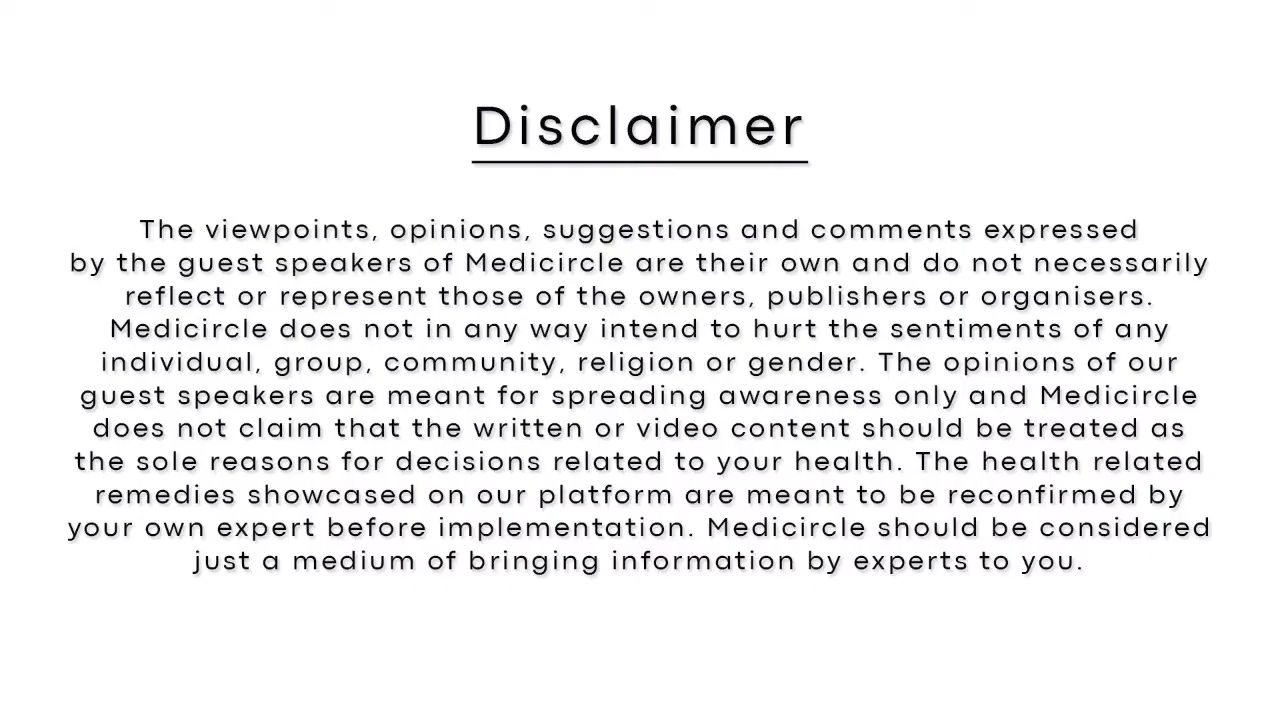 Disclaimer
The viewpoints, opinions, suggestions and comments expressed
by the guest speakers of Medicircle are their own and do not necessarily
reflect or represent those of the owners, publishers or organisers.
Medicircle does not in any way intend to hurt the sentiments of any
individual, group, community, religion or gender. The opinions of our
guest speakers are meant for spreading awareness only and Medicircle
does not claim that the written or video content should be treated as
the sole reasons for decisions related to your health. The health related
remedies showcased on our platform are meant to be reconfirmed by
your own expert before implementation. Medicircle should be considered
just a medium of bringing information by experts to you.